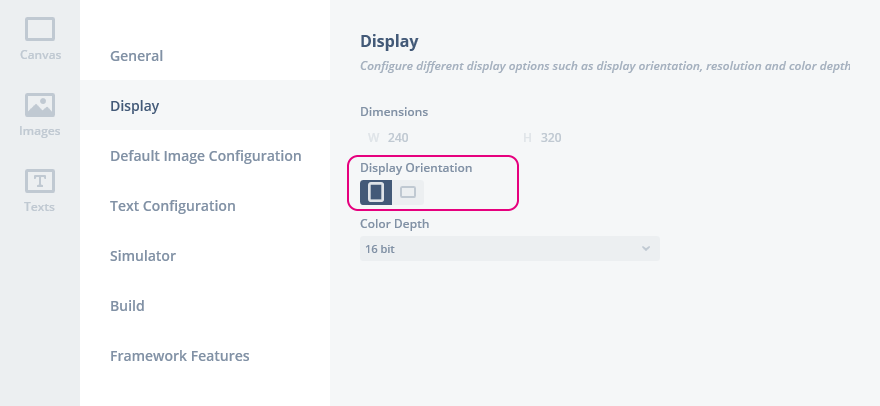 Canvas
Images
Texts
General
Display
Default Image Configuration
Text Configuration
Simulator
Build
Framework Features
Display
Configure different display options such as display orientation, resolution and color depth
Dimensions
W 240 H 320
Display Orientation
Color Depth
16 bit